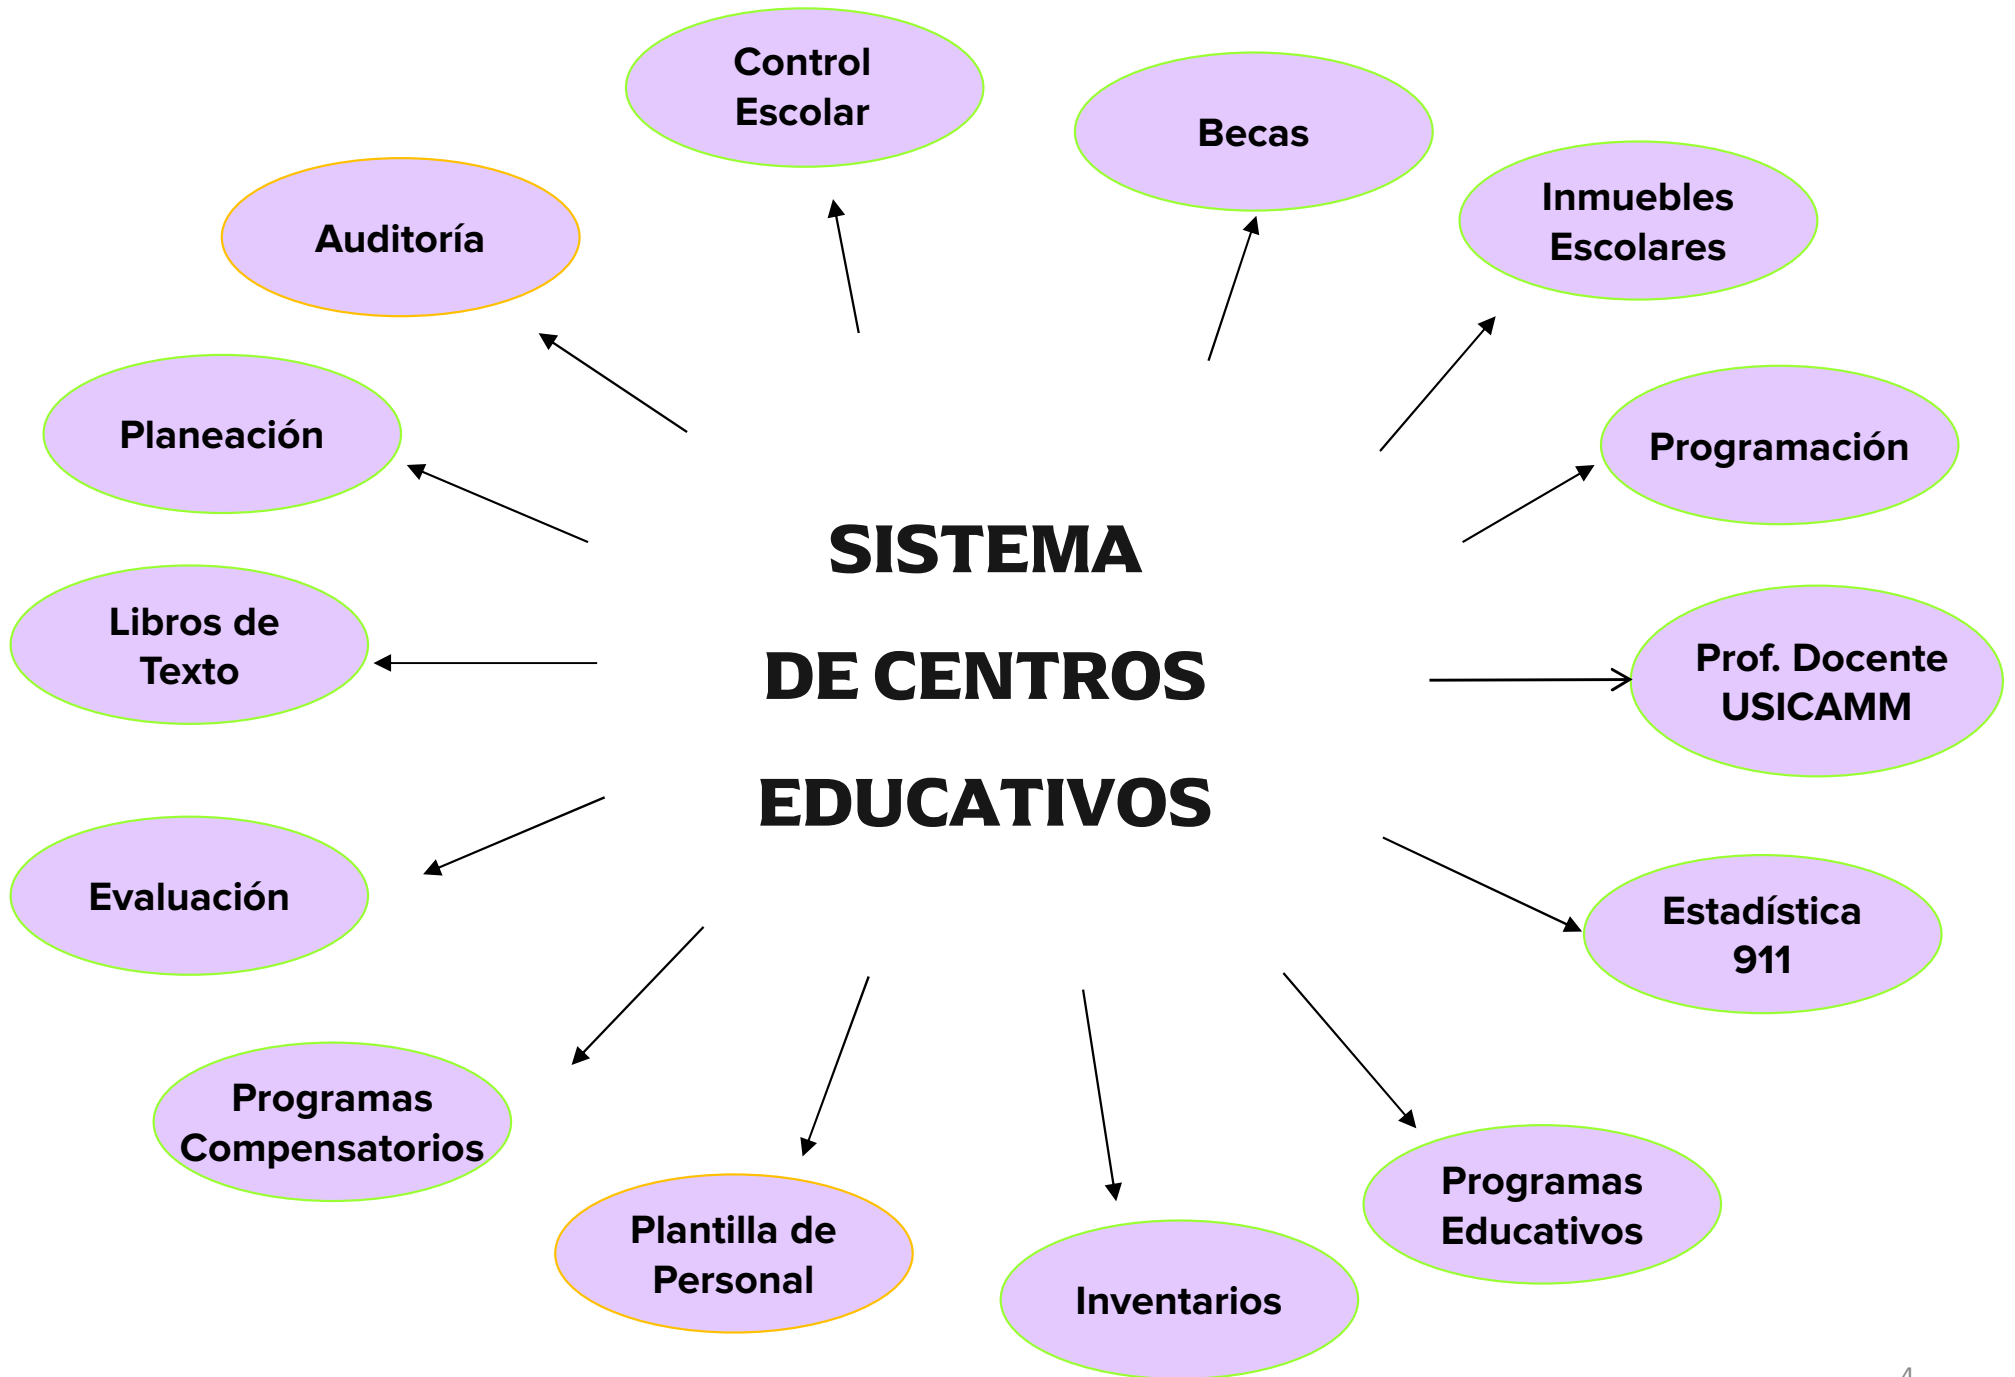 Control
Escolar
Becas
Inmuebles
Escolares
Auditoría
Planeación
Programación
SISTEMA
DE CENTROS
EDUCATIVOS
Libros de
Texto
Prof. Docente
USICAMM
Evaluación
Estadística
911
Programas
Compensatorios
Plantilla de
Personal
Inventarios
Programas
Educativos
4